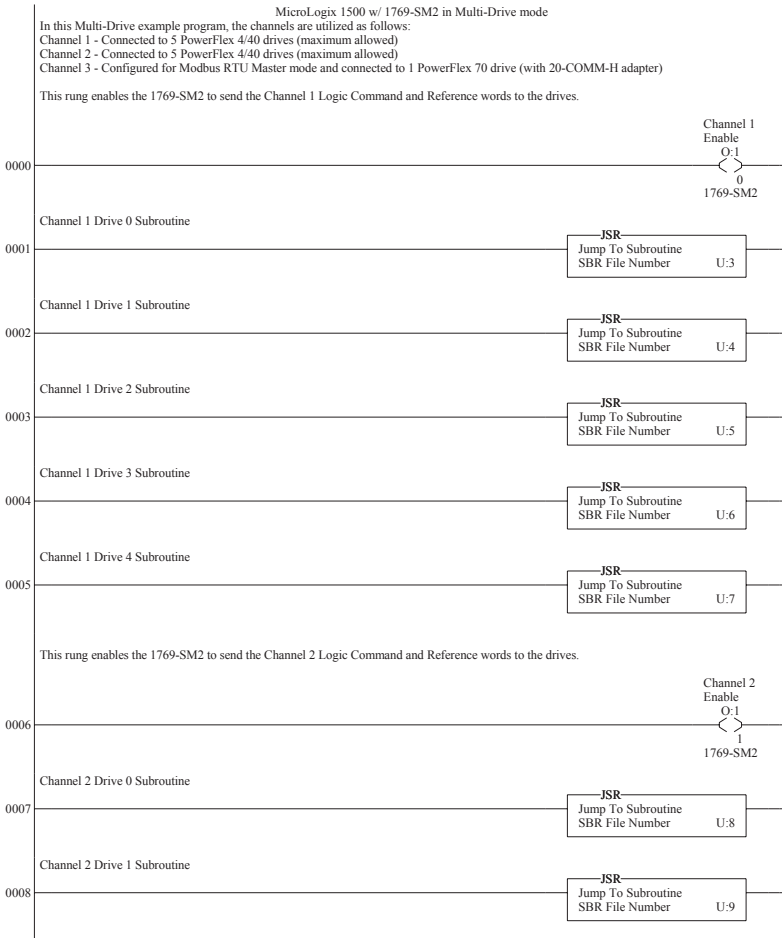 MicroLogix 1500 w/ 1769-SM2 in Multi-Drive mode
In this Multi-Drive example program, the channels are utilized as follows:
Channel 1 - Connected to 5 PowerFlex 4/40 drives (maximum allowed)
Channel 2 - Connected to 5 PowerFlex 4/40 drives (maximum allowed)
Channel 3 - Configured for Modbus RTU Master mode and connected to 1 PowerFlex 70 drive (with 20-COMM-H adapter)
This rung enables the 1769-SM2 to send the Channel 1 Logic Command and Reference words to the drives.
Channel 1
Enable
O:1
0000
0
1769-SM2
Channel 1 Drive 0 Subroutine
JSR
0001
Jump To Subroutine
SBR File Number U:3
Channel 1 Drive 1 Subroutine
JSR
0002
Jump To Subroutine
SBR File Number U:4
Channel 1 Drive 2 Subroutine
JSR
0003
Jump To Subroutine
SBR File Number U:5
Channel 1 Drive 3 Subroutine
JSR
0004
Jump To Subroutine
SBR File Number U:6
Channel 1 Drive 4 Subroutine
JSR
0005
Jump To Subroutine
SBR File Number U:7
This rung enables the 1769-SM2 to send the Channel 2 Logic Command and Reference words to the drives.
Channel 2
Enable
O:1
0006
1
1769-SM2
Channel 2 Drive 0 Subroutine
JSR
0007
Jump To Subroutine
SBR File Number U:8
Channel 2 Drive 1 Subroutine
JSR
0008
Jump To Subroutine
SBR File Number U:9